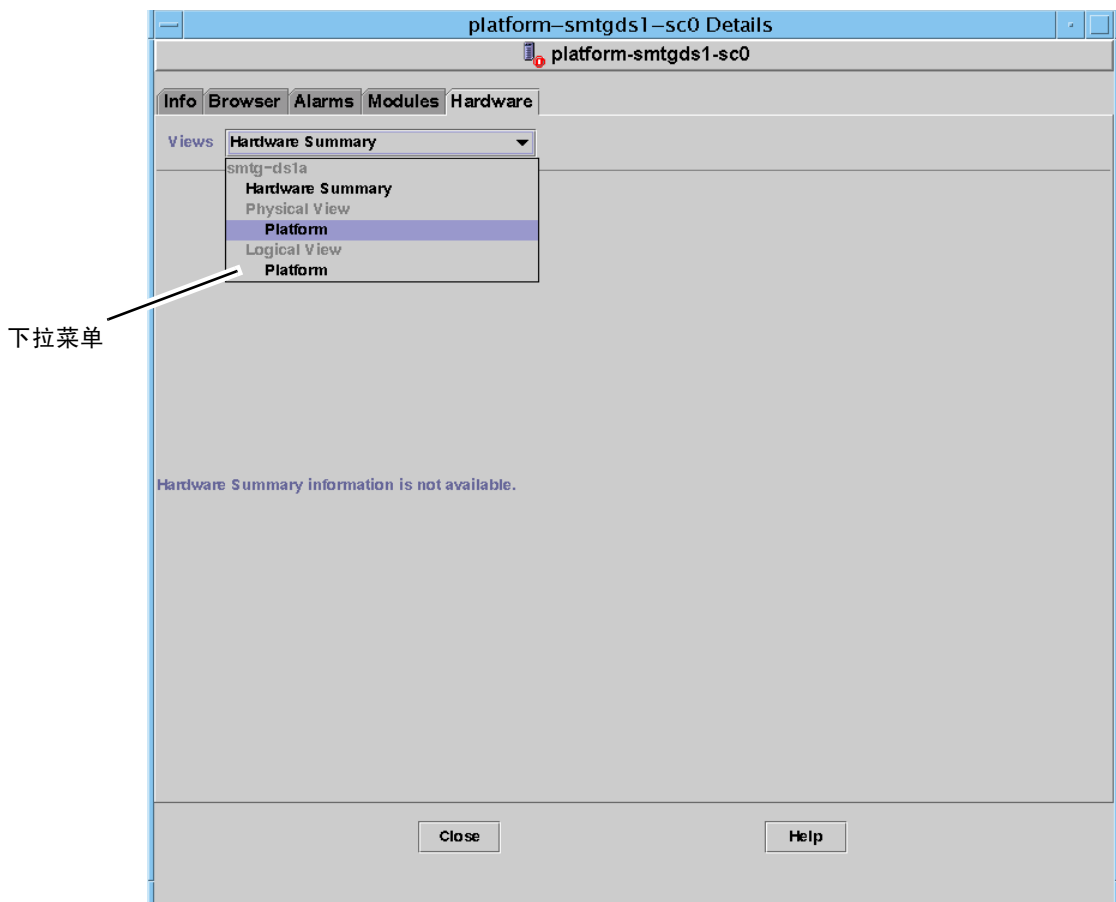 platform–smtgds1–sc0 Details
platform-smtgds1-sc0
Info Browser Alarms Modules Hardware
Views Hardware Summary
smtg-ds1a
Hardware Summary
Physical View
Platform
Logical View
Platform
下拉菜单
Hardware Summary information is not available.
Close Help